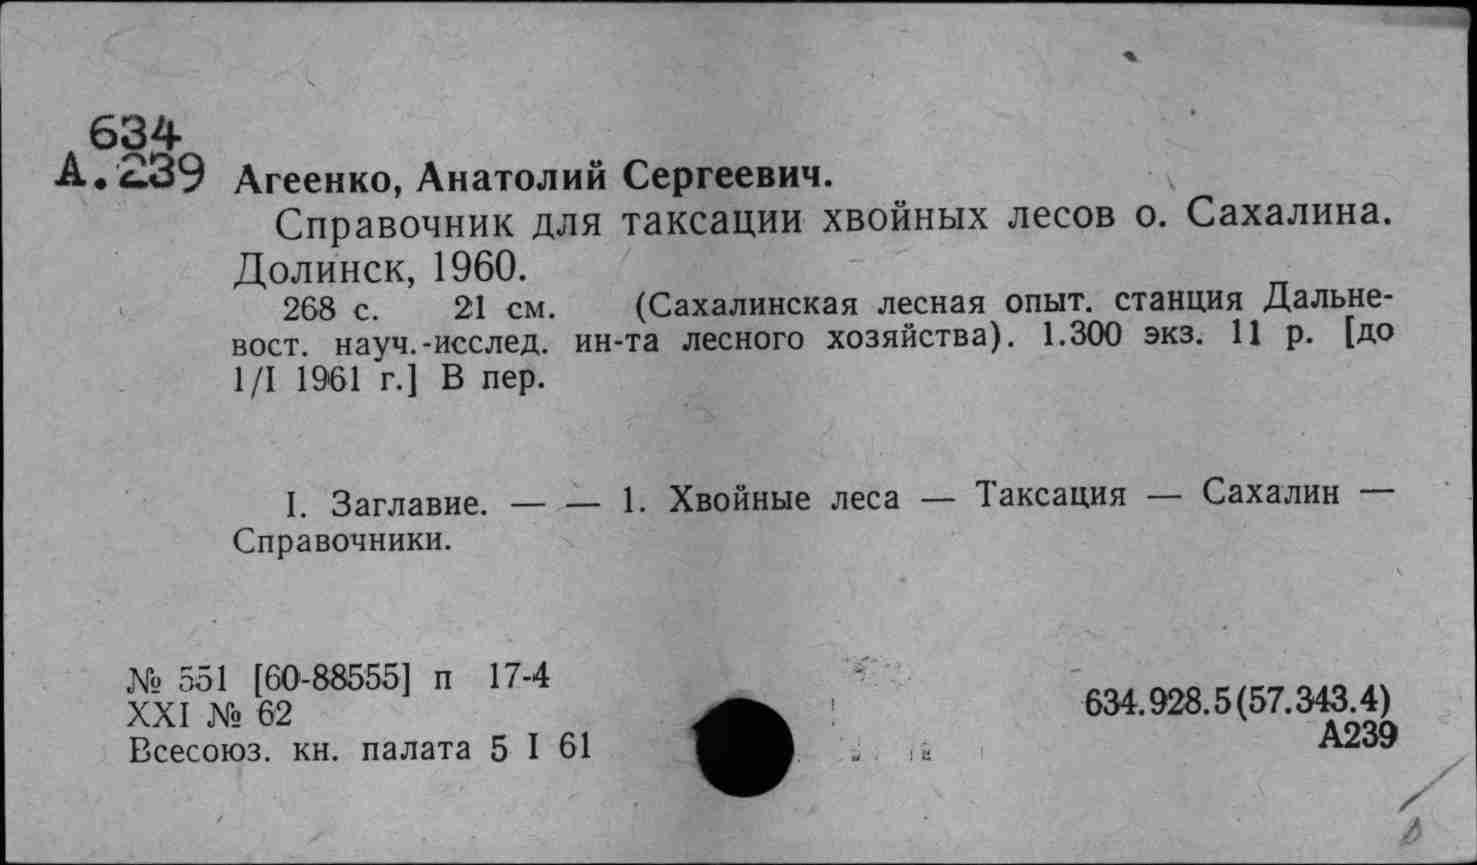 634
А.239
Агеенко, Анатолий Сергеевич.
Справочник для таксации хвойных лесов о. Сахалина.
Долинск, 1960.
268 с. 21 см. (Сахалинская лесная опыт. станция Дальне-
вост. науч.-исслед. ин-та лесного хозяйства). 1.300 экз. 11 р. [до
1/I 1961 г.] В пер.
I. Заглавие. — — 1. Хвойные леса — Таксация — Сахалин —
Справочники.
№ 551 [60-88555] п 17-4
XXI № 62
Всесоюз. кн. палата 5 I 61
634.928.5(57.343.4)
А239